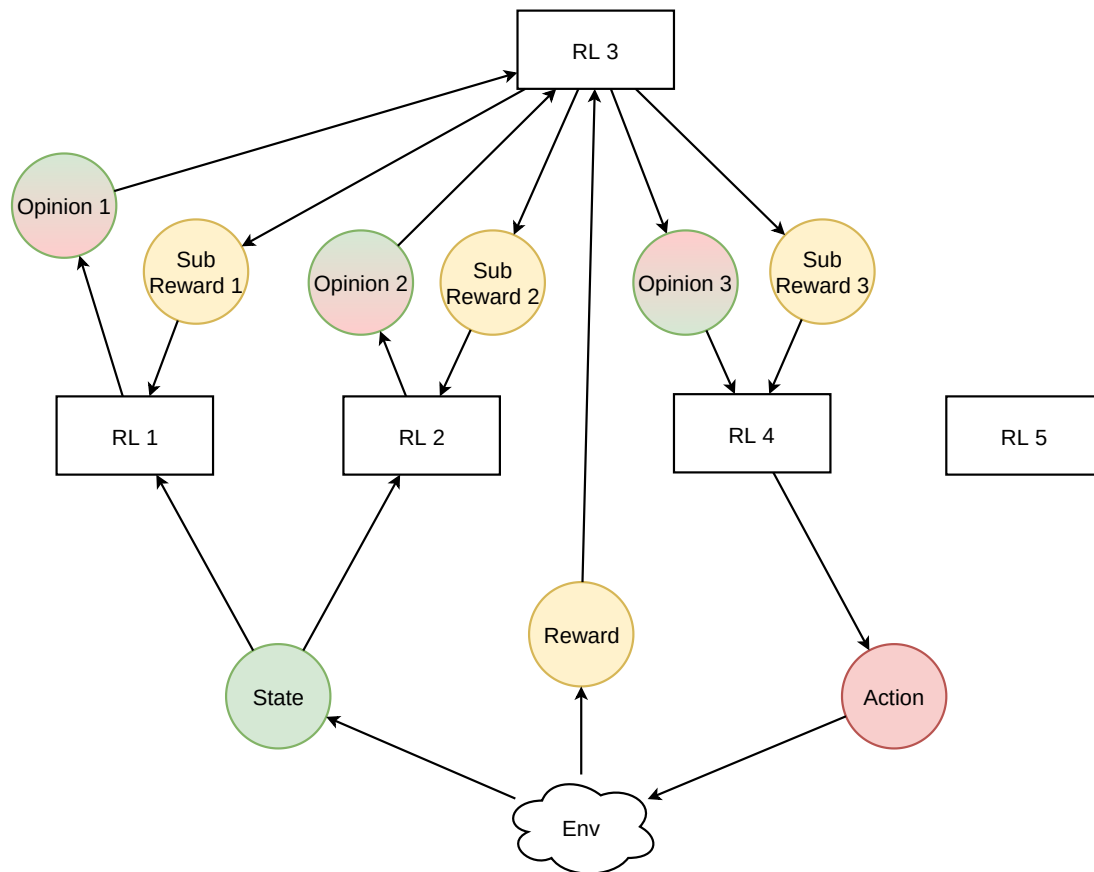 RL 3
Opinion 1
Sub
Reward 1
Opinion 2
Sub
Reward 2
Opinion 3
Sub
Reward 3
RL 1
RL 2
RL 4
RL 5
Reward
State
Action
Env